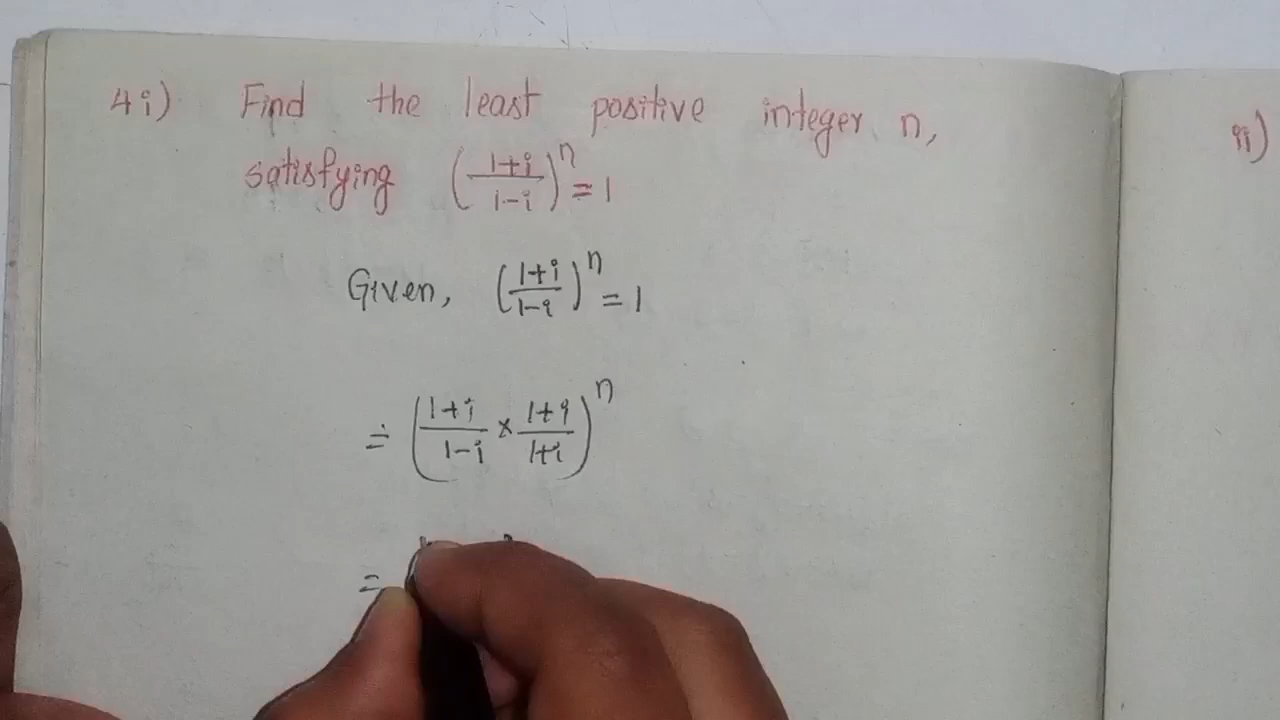 4i) Find the least positive integer n,
satisfying (1+i/1-i)^n = 1
ii)
Given, (1+i/1-i)^n = 1
= (1+i/1-i × 1+i/1+i)^n
=